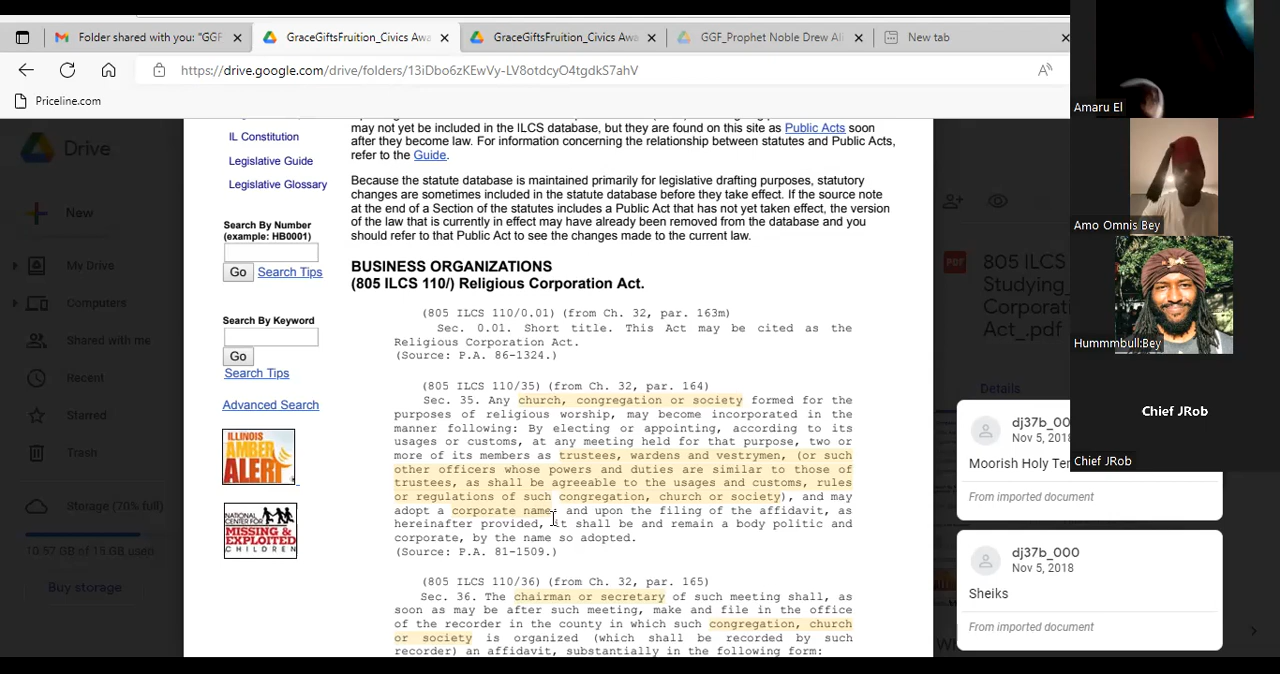 Folder shared with you: "GGF
GraceGiftsFruition_Civics Awa
GraceGiftsFruition_Civics Awa
GGF_Prophet Noble Drew Ali
New tab
https://drive.google.com/drive/folders/13iDbo6zKEwVy-LV8otdcyO4tgdkS7ahV
Priceline.com
Drive
New
My Drive
Computers
Shared with me
Recent
Starred
Trash
Storage (70% full)
10.57 GB of 15 GB used
Buy storage
IL Constitution
Legislative Guide
Legislative Glossary
Search By Number
(example: HB0001)
Go Search Tips
Search By Keyword
Go
Search Tips
Advanced Search
ILLINOIS
AMBER
ALERT
NATIONAL
CENTER FOR
MISSING &
EXPLOITED
CHILDREN
may not yet be included in the ILCS database, but they are found on this site as Public Acts soon
after they become law. For information concerning the relationship between statutes and Public Acts,
refer to the Guide.
Because the statute database is maintained primarily for legislative drafting purposes, statutory
changes are sometimes included in the statute database before they take effect. If the source note
at the end of a Section of the statutes includes a Public Act that has not yet taken effect, the version
of the law that is currently in effect may have already been removed from the database and you
should refer to that Public Act to see the changes made to the current law.
BUSINESS ORGANIZATIONS
(805 ILCS 110/) Religious Corporation Act.
(805 ILCS 110/0.01) (from Ch. 32, par. 163m)
Sec. 0.01. Short title. This Act may be cited as the
Religious Corporation Act.
(Source: P.A. 86-1324.)
(805 ILCS 110/35) (from Ch. 32, par. 164)
Sec. 35. Any church, congregation or society formed for the
purposes of religious worship, may become incorporated in the
manner following: By electing or appointing, according to its
usages or customs, at any meeting held for that purpose, two or
more of its members as trustees, wardens and vestrymen, (or such
other officers whose powers and duties are similar to those of
trustees, as shall be agreeable to the usages and customs, rules
or regulations of such congregation, church or society), and may
adopt a corporate name, and upon the filing of the affidavit, as
hereinafter provided, it shall be and remain a body politic and
corporate, by the name so adopted.
(Source: P.A. 81-1509.)
(805 ILCS 110/36) (from Ch. 32, par. 165)
Sec. 36. The chairman or secretary of such meeting shall, as
soon as may be after such meeting, make and file in the office
of the recorder in the county in which such congregation, church
or society is organized (which shall be recorded by such
recorder) an affidavit, substantially in the following form:
PDF
805 ILCS
Studying_
Corporati
Act_.pdf
Details
dj37b_00
Nov 5, 2018
Moorish Holy Tem
From imported document
dj37b_000
Nov 5, 2018
Sheiks
From imported document
Amaru El
Amo Omnis Bey
Hummmbull:Bey
Chief JRob
Chief JRob